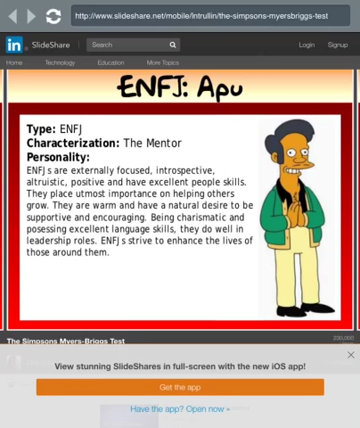 http://www.slideshare.net/mobile/lntrullin/the-simpsons-myersbriggs-test
in SlideShare Search Login Signup
Home Technology Education More Topics
ENFJ: Apu
Type: ENFJ
Characterization: The Mentor
Personality:
ENFJs are externally focused, introspective,
altruistic, positive and have excellent people skills.
They place utmost importance on helping others
grow. They are warm and have a natural desire to be
supportive and encouraging. Being charismatic and
posessing excellent language skills, they do well in
leadership roles. ENFJs strive to enhance the lives of
those around them.
The Simpsons Myers-Briggs Test
View stunning SlideShares in full-screen with the new iOS app!
Get the app
Have the app? Open now »